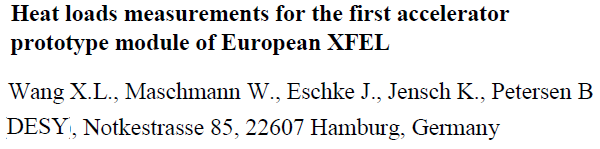 Heat loads measurements for the first accelerator
prototype module of European XFEL
Wang X.L., Maschmann W., Eschke J., Jensch K., Petersen B
DESY, Notkestrasse 85, 22607 Hamburg, Germany